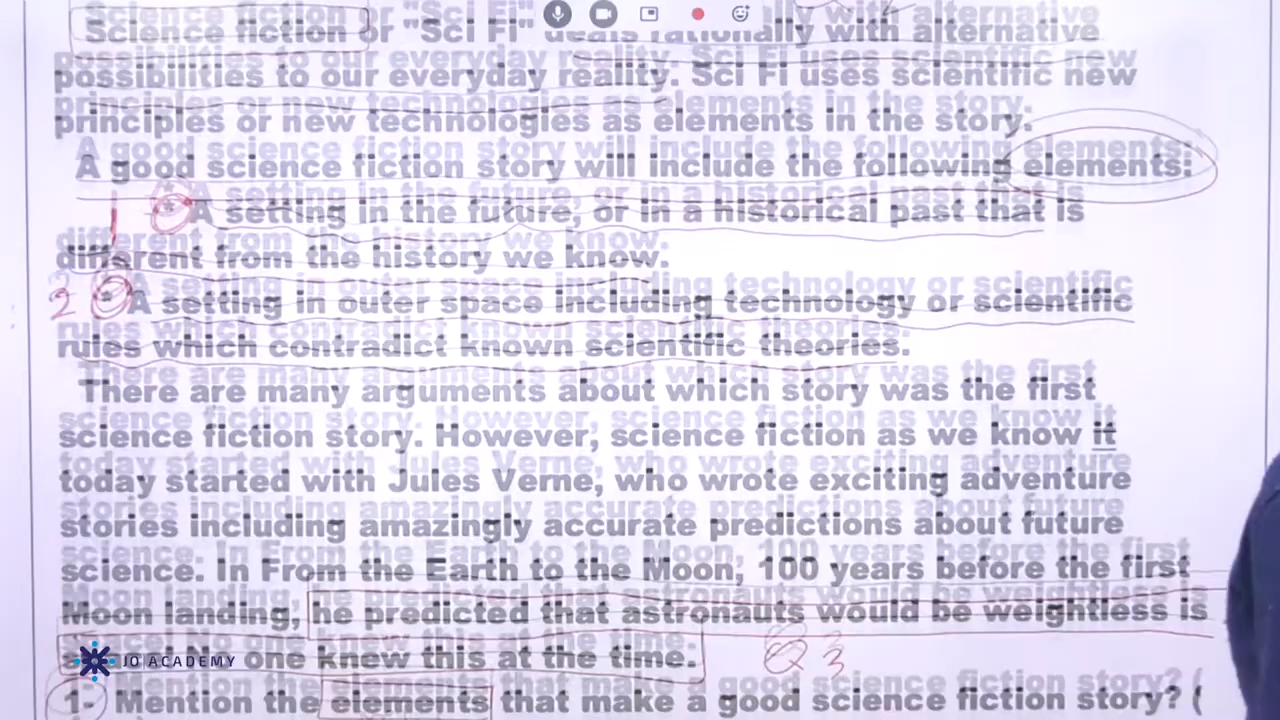 Science fiction or "Sci Fi" deals rationally with alternative
possibilities to our everyday reality. Sci Fi uses scientific new
principles or new technologies as elements in the story.
A good science fiction story will include the following elements:
1 * A setting in the future, or in a historical past that is
different from the history we know.
2 * A setting in outer space including technology or scientific
rules which contradict known scientific theories.
There are many arguments about which story was the first
science fiction story. However, science fiction as we know it
today started with Jules Verne, who wrote exciting adventure
stories including amazingly accurate predictions about future
science. In From the Earth to the Moon, 100 years before the first
Moon landing, he predicted that astronauts would be weightless is
No one knew this at the time.
Q3
JO ACADEMY
1- Mention the elements that make a good science fiction story? (